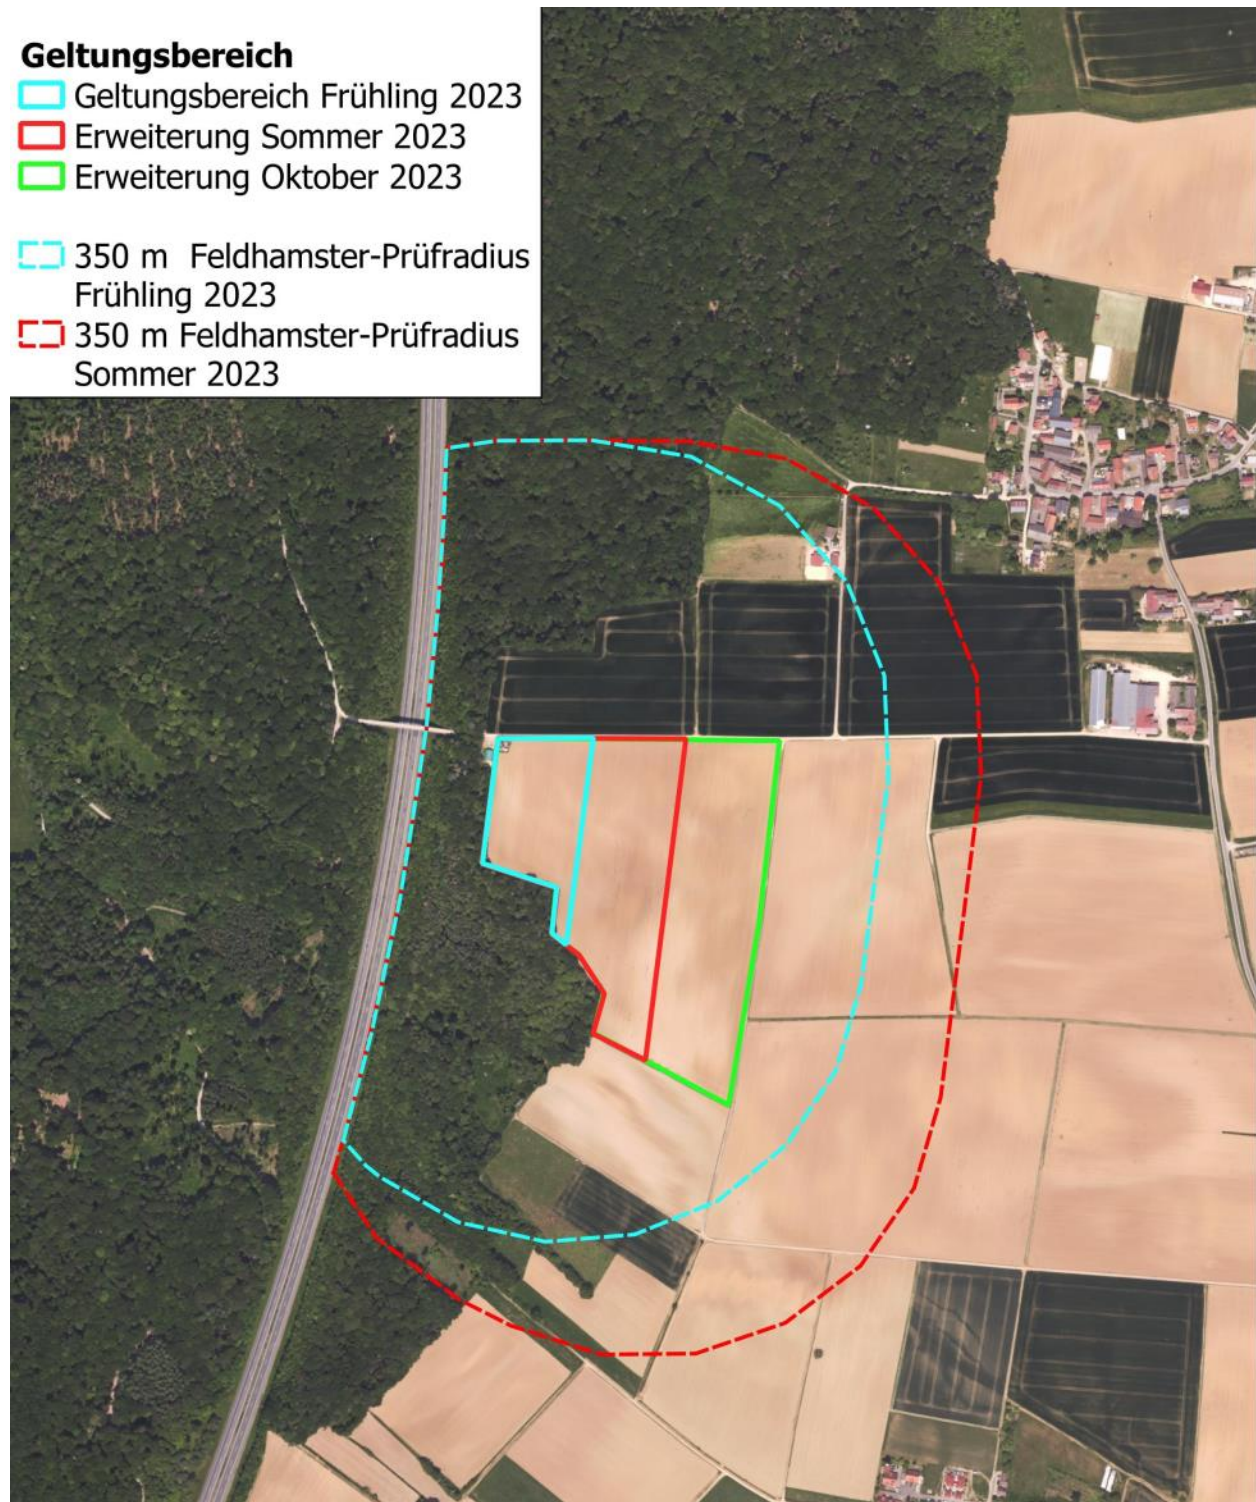 Geltungsbereich
Geltungsbereich Frühling 2023
Erweiterung Sommer 2023
Erweiterung Oktober 2023
350 m Feldhamster-Prüfradius
Frühling 2023
350 m Feldhamster-Prüfradius
Sommer 2023